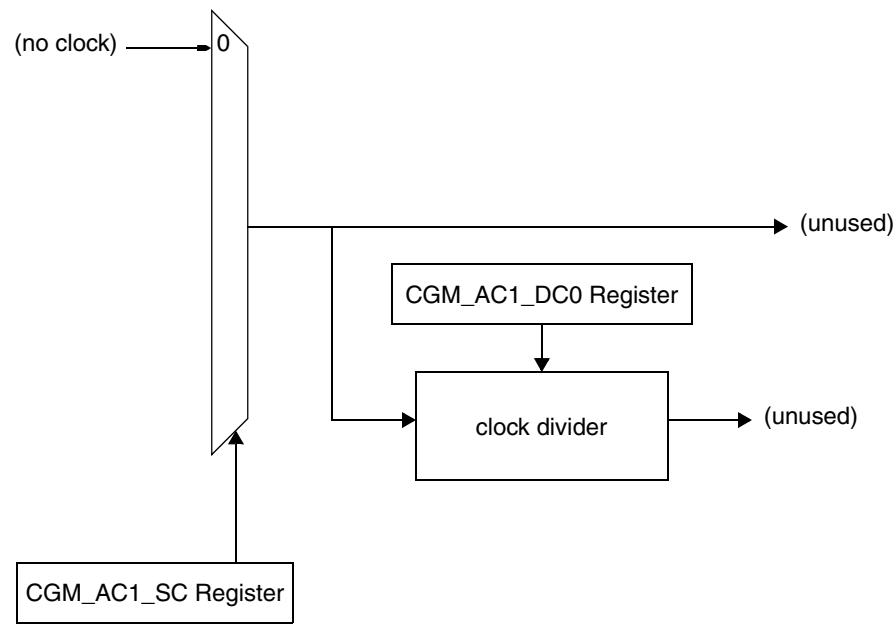 (no clock)
0
(unused)
CGM_AC1_DC0 Register
clock divider
(unused)
CGM_AC1_SC Register